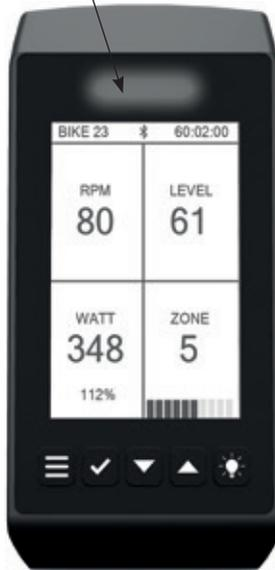 BIKE 23 60:02:00
RPM LEVEL
80 61
WATT ZONE
348 5
112%